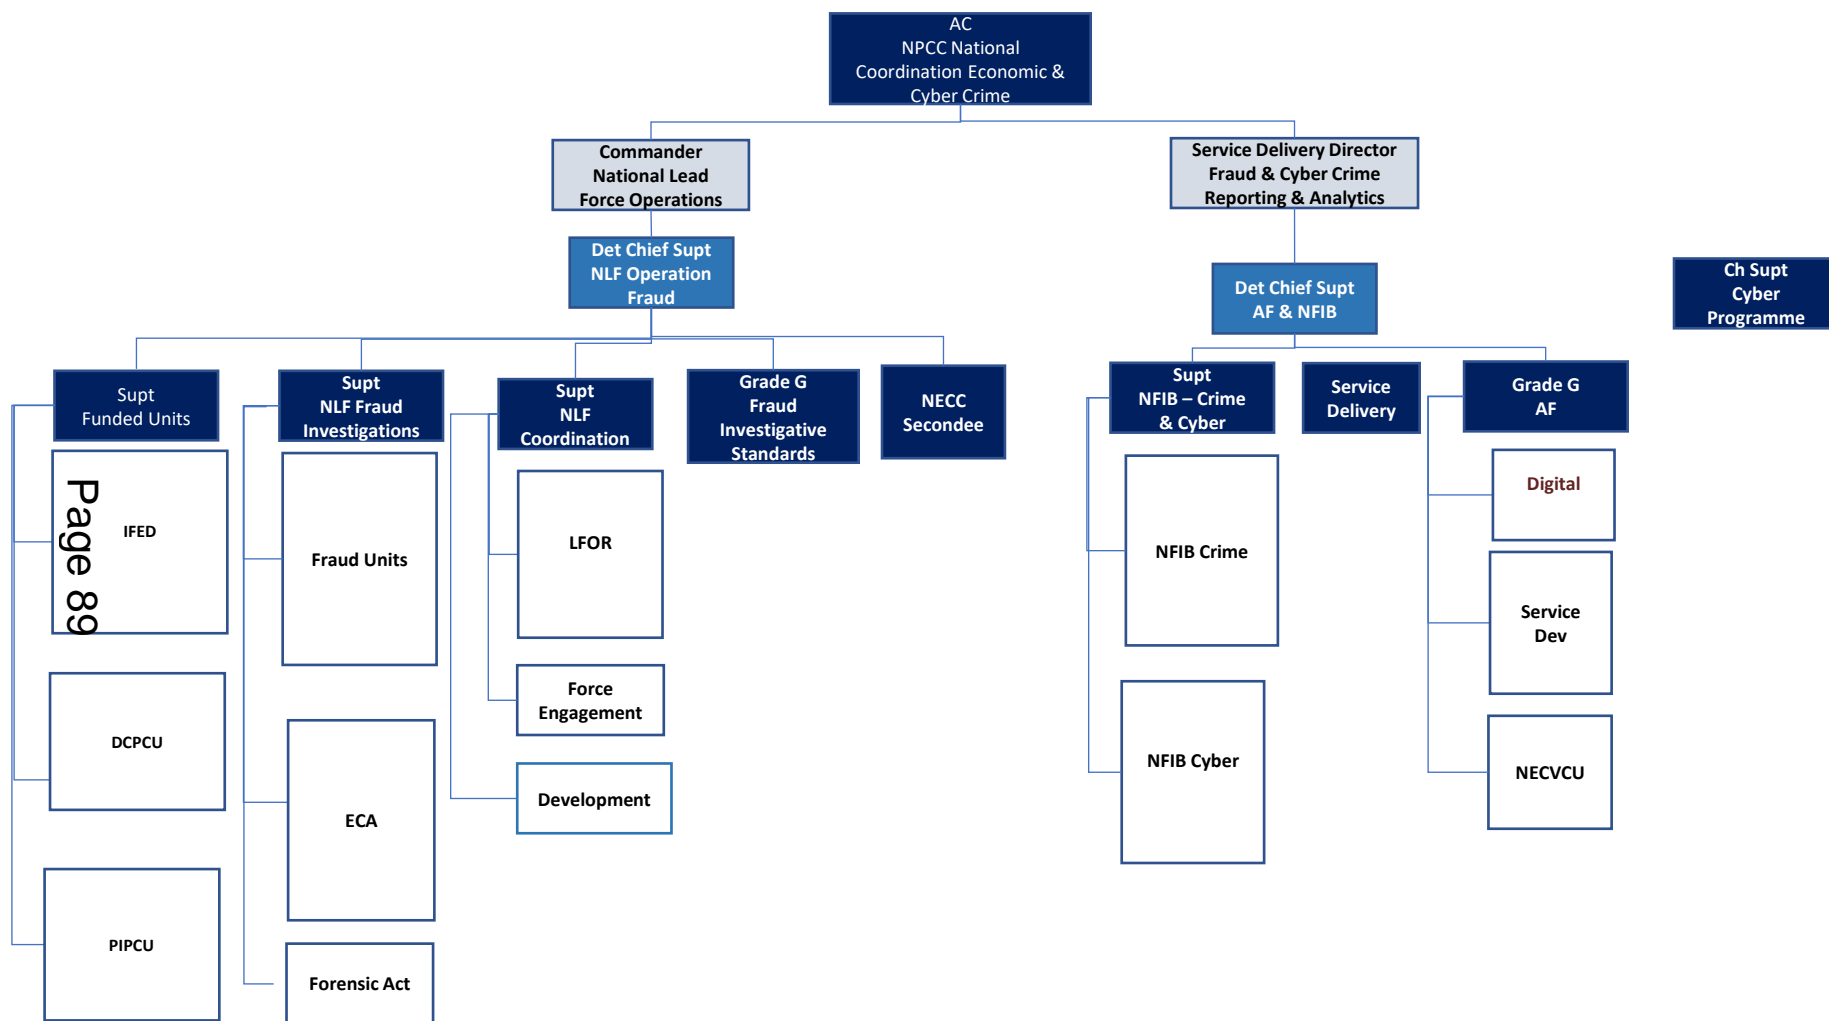 AC
NPCC National
Coordination Economic &
Cyber Crime
Commander
National Lead
Force Operations
Service Delivery Director
Fraud & Cyber Crime
Reporting & Analytics
Det Chief Supt
NLF Operation
Fraud
Det Chief Supt
AF & NFIB
Ch Supt
Cyber
Programme
Supt
Funded Units
Supt
NLF Fraud
Investigations
Supt
NLF
Coordination
Grade G
Fraud
Investigative
Standards
NECC
Secondee
Supt
NFIB – Crime
& Cyber
Service
Delivery
Grade G
AF
IFED
Page 89
Fraud Units
LFOR
NFIB Crime
Digital
Service
Dev
Force
Engagement
DCPCU
ECA
Development
NFIB Cyber
NECVCU
PIPCU
Forensic Act